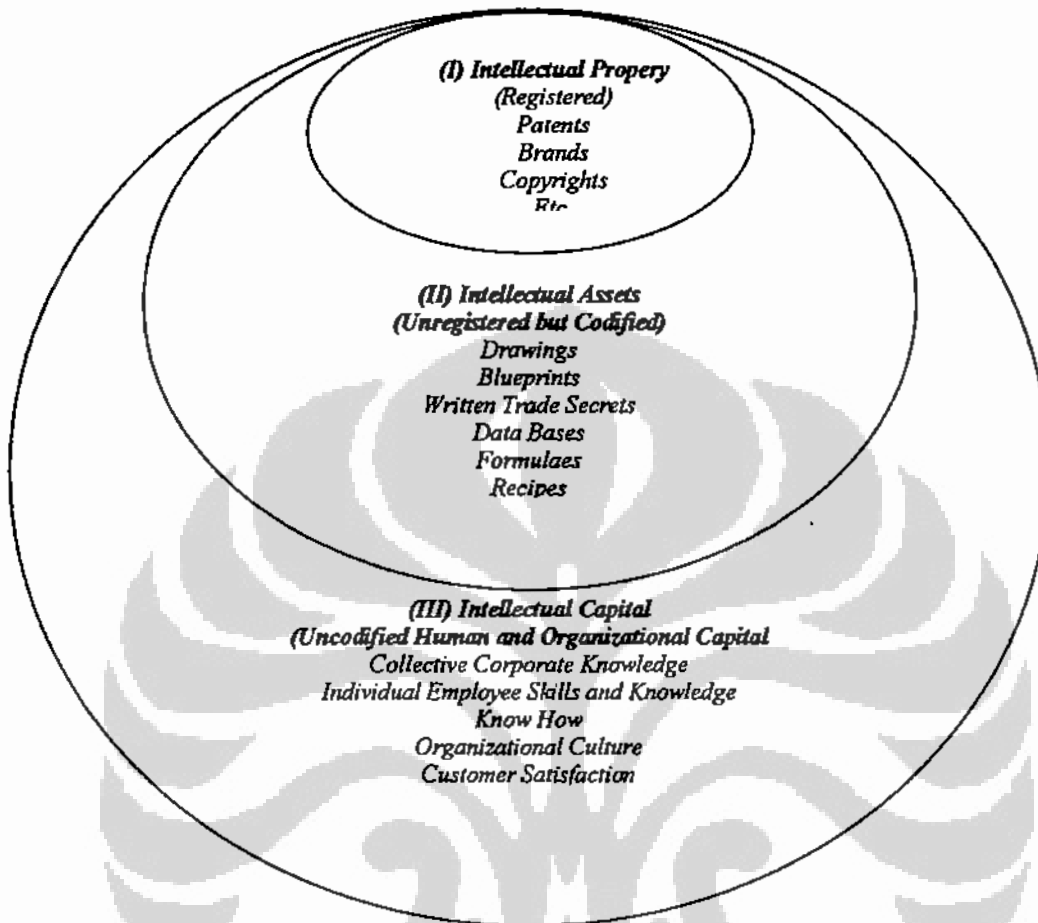 (I) Intellectual Propery
(Registered)
Patents
Brands
Copyrights
Etc
(II) Intellectual Assets
(Unregistered but Codified)
Drawings
Blueprints
Written Trade Secrets
Data Bases
Formulaes
Recipes
(III) Intellectual Capital
(Uncodified Human and Organizational Capital
Collective Corporate Knowledge
Individual Employee Skills and Knowledge
Know How
Organizational Culture
Customer Satisfaction